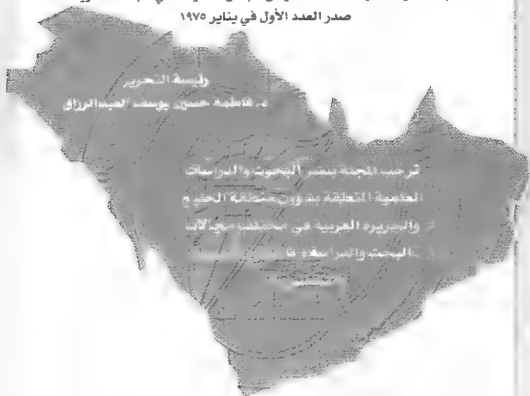 صدر العدد الأول في يناير ١٩٧٥
رئيسة التحرير
د. فاطمة حسين يوسف العبدالرزاق
ترحب المجلة بنشر البحوث والدراسات
العلمية المتعلقة بشؤون منطقة الخليج
والجزيرة العربية في مختلف مجالات
البحث والدراسة